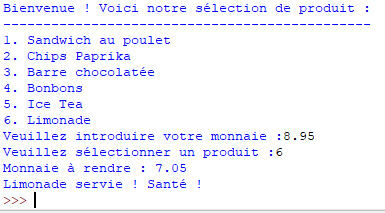 Bienvenue ! Voici notre sélection de produit :
----------------------------------------------
1. Sandwich au poulet
2. Chips Paprika
3. Barre chocolatée
4. Bonbons
5. Ice Tea
6. Limonade
Veuillez introduire votre monnaie :8.95
Veuillez sélectionner un produit :6
Monnaie à rendre : 7.05
Limonade servie ! Santé !
>>>